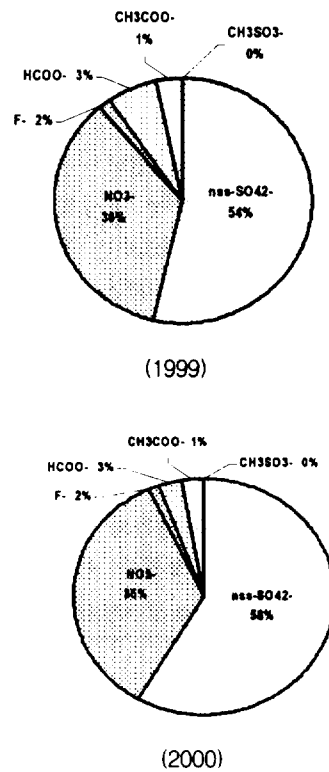 CH3COO-
1%
CH3SO3-
0%
HCOO- 3%
F- 2%
NO3-
nss-SO42-
54%
(1999)
CH3COO- 1%
CH3SO3- 0%
HCOO- 3%
F- 2%
NO3-
nss-SO42-
58%
(2000)